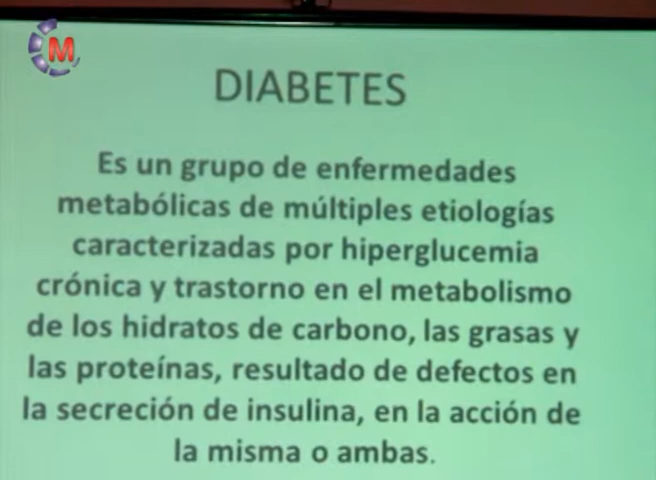 M
DIABETES
Es un grupo de enfermedades
metabólicas de múltiples etiologías
caracterizadas por hiperglucemia
crónica y trastorno en el metabolismo
de los hidratos de carbono, las grasas y
las proteínas, resultado de defectos en
la secreción de insulina, en la acción de
la misma o ambas.